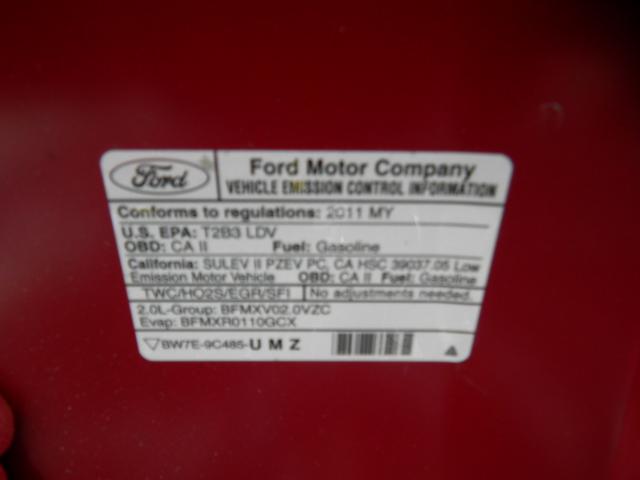 Ford
Ford Motor Company
VEHICLE EMISSION CONTROL INFORMATION
Conforms to regulations: 2011 MY
U.S. EPA: T2B3 LDV
OBD: CA II Fuel: Gasoline
California: SULEV II PZEV PC, CA HSC 39037.05 Low
Emission Motor Vehicle OBD: CA II Fuel: Gasoline
TWC/HO2S/EGR/SFI No adjustments needed.
2.0L-Group: BFMXV02.0VZC
Evap: BFMXR0110GCX
BW7E-9C485-UMZ